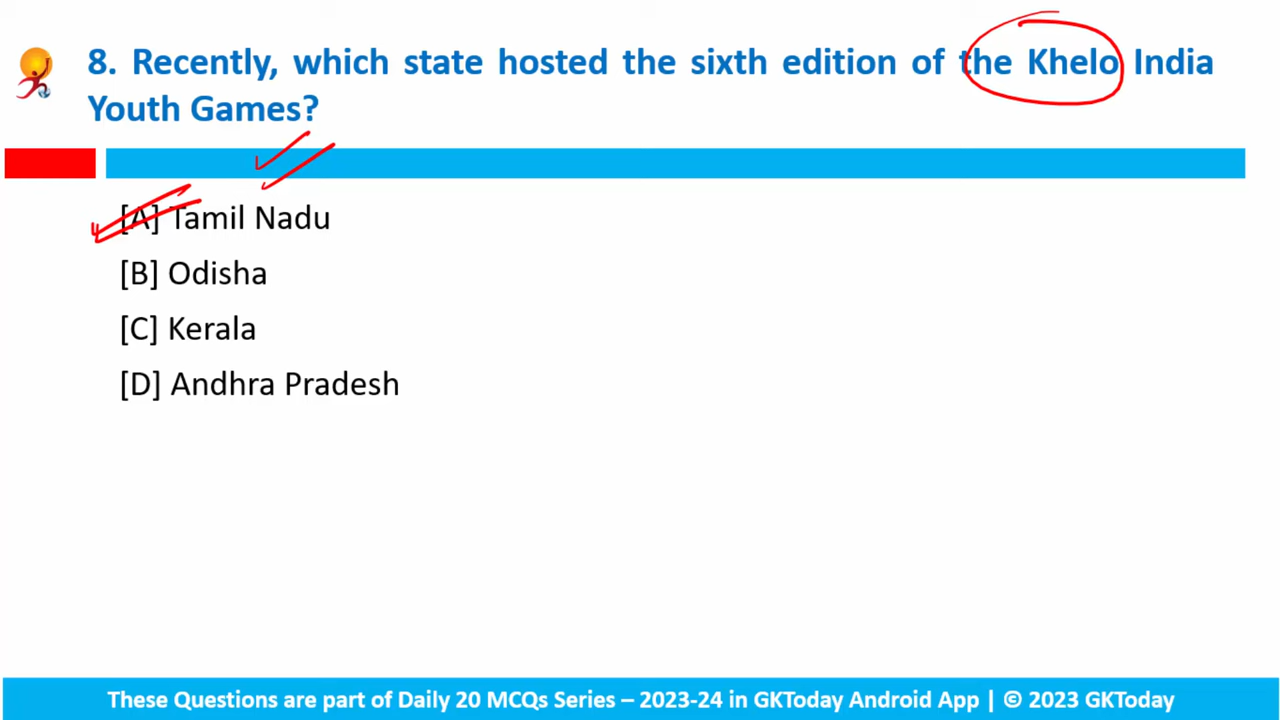 8. Recently, which state hosted the sixth edition of the Khelo India
Youth Games?
[A] Tamil Nadu
[B] Odisha
[C] Kerala
[D] Andhra Pradesh
These Questions are part of Daily 20 MCQs Series – 2023-24 in GKToday Android App | © 2023 GKToday